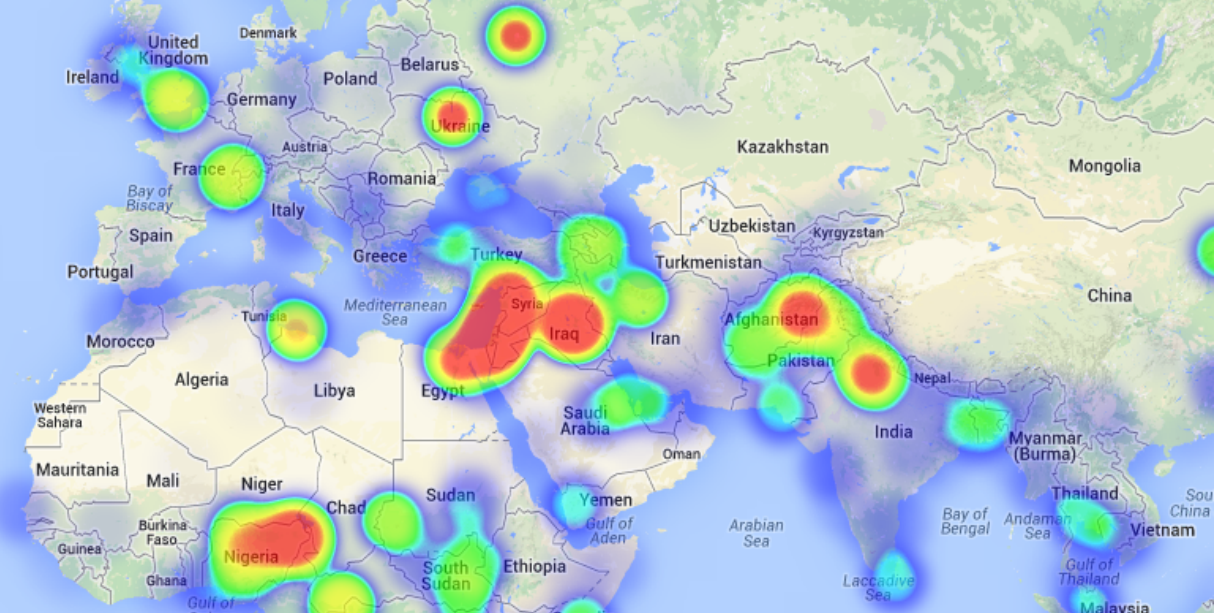 Denmark
United
Kingdom
Ireland
Belarus
Poland
Germany
Ukraine
Austria
France
Romania
Bay of
Biscay
Italy
Spain
Greece
Portugal
Turkey
Kazakhstan
Mongolia
Uzbekistan
Kyrgyzstan
Turkmenistan
China
Mediterranean
Sea
Tunisia
Syria
Iraq
Iran
Afghanistan
Morocco
Pakistan
Algeria
Libya
Egypt
Nepal
Western
Sahara
Saudi
Arabia
India
Myanmar
(Burma)
Oman
Mauritania
Mali
Niger
Chad
Sudan
Yemen
Gulf of
Aden
Arabian
Sea
Bay of
Bengal
Andaman
Sea
Thailand
Vietnam
Sou
China
Burkina
Faso
Guinea
Nigeria
Ghana
Gulf of
South
Sudan
Ethiopia
Laccadive
Sea
Gulf of
Thailand
Malaysia